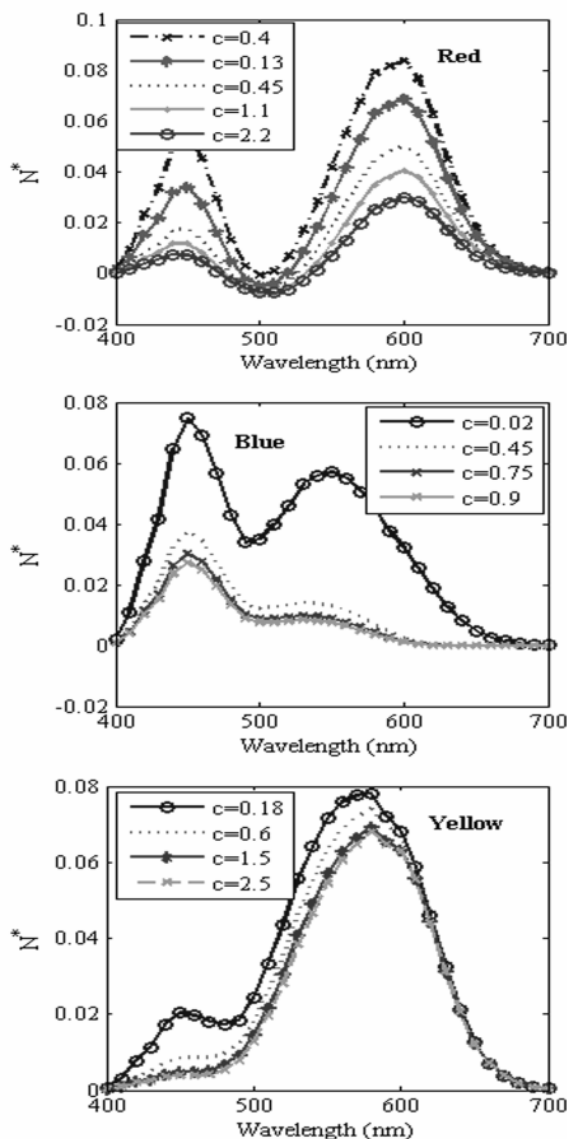 0.1
0.08
0.06
0.04
0.02
0
-0.02
N*
c=0.4
c=0.13
c=0.45
c=1.1
c=2.2
Red
400
500
600
700
Wavelength (nm)
0.08
0.06
0.04
0.02
0
-0.02
N*
Blue
c=0.02
c=0.45
c=0.75
c=0.9
400
500
600
700
Wavelength (nm)
0.08
0.06
0.04
0.02
0
N*
c=0.18
c=0.6
c=1.5
c=2.5
Yellow
400
500
600
700
Wavelength (nm)